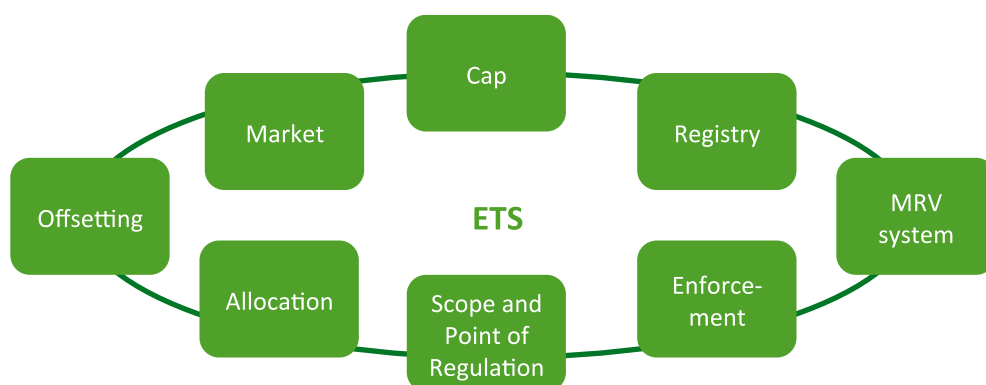 Cap
Market
Registry
Offsetting
ETS
MRV
system
Allocation
Scope and
Point of
Regulation
Enforce-
ment